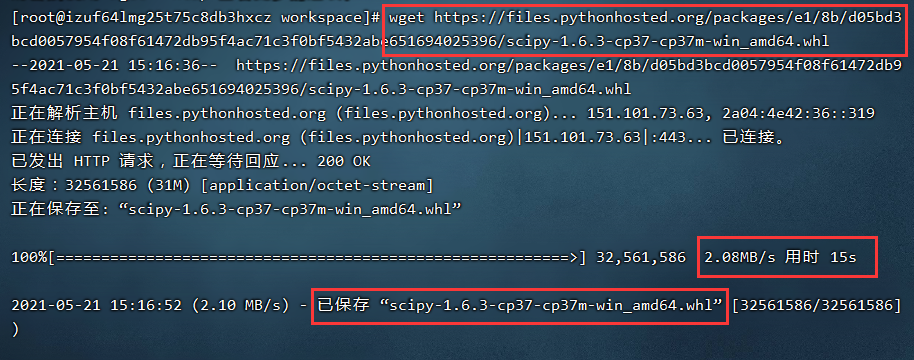 [root@izuf64lmg25t75c8db3hxcz workspace]# wget https://files.pythonhosted.org/packages/e1/8b/d05bd3
bcd0057954f08f61472db95f4ac71c3f0bf5432abe651694025396/scipy-1.6.3-cp37-cp37m-win_amd64.whl
--2021-05-21 15:16:36--  https://files.pythonhosted.org/packages/e1/8b/d05bd3bcd0057954f08f61472db9
5f4ac71c3f0bf5432abe651694025396/scipy-1.6.3-cp37-cp37m-win_amd64.whl
正在解析主机 files.pythonhosted.org (files.pythonhosted.org)... 151.101.73.63, 2a04:4e42:36::319
正在连接 files.pythonhosted.org (files.pythonhosted.org)|151.101.73.63|:443... 已连接。
已发出 HTTP 请求，正在等待回应... 200 OK
长度：32561586 (31M) [application/octet-stream]
正在保存至: “scipy-1.6.3-cp37-cp37m-win_amd64.whl”
100%[==========================================================>] 32,561,586  2.08MB/s 用时 15s
2021-05-21 15:16:52 (2.10 MB/s) - 已保存 “scipy-1.6.3-cp37-cp37m-win_amd64.whl” [32561586/32561586]
)